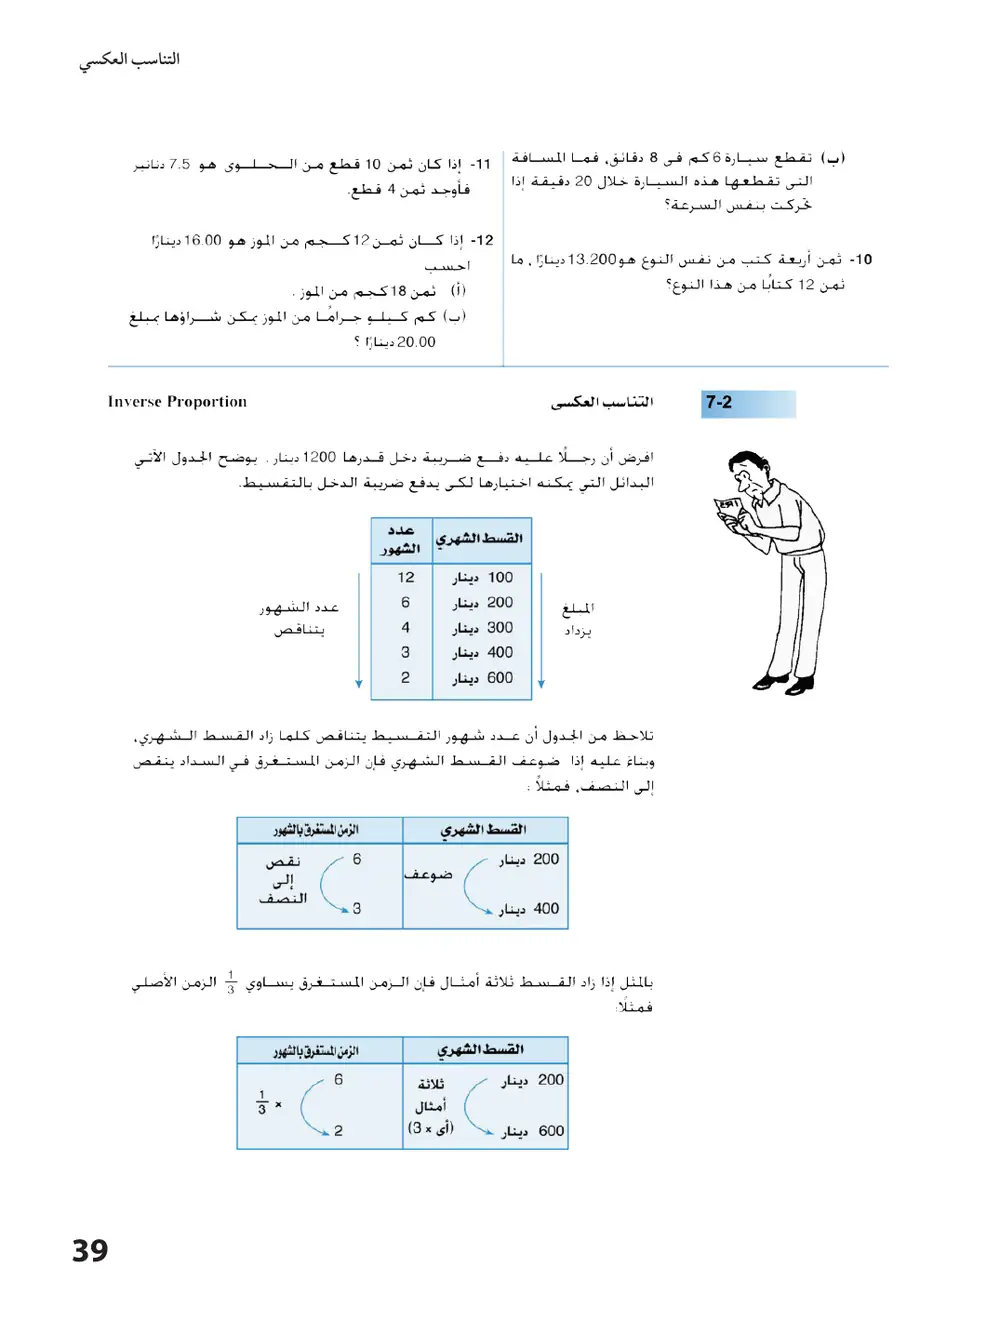 التناسب العكسي
(ب) تقطع سيارة 6 كم فى 8 دقائق، فما المسافة
التى تقطعها هذه السيارة خلال 20 دقيقة إذا
تحركت بنفس السرعة؟
10- ثمن أربعة كتب من نفس النوع هو 13.200 دينارًا ، ما
ثمن 12 كتابًا من هذا النوع؟
11- إذا كان ثمن 10 قطع من الحلوى هو 7.5 دنانير
فأوجد ثمن 4 قطع.
12- إذا كان ثمن 12 كجم من الموز هو 16.00 دينارًا
احسب
(أ) ثمن 18 كجم من الموز .
(ب) كم كيلو جرامًا من الموز يمكن شراؤها بمبلغ
20.00 دينارًا ؟
7-2 التناسب العكسى Inverse Proportion
افرض أن رجلًا عليه دفع ضريبة دخل قدرها 1200 دينار . يوضح الجدول الآتي
البدائل التي يمكنه اختيارها لكى يدفع ضريبة الدخل بالتقسيط.
القسط الشهري عدد الشهور
100 دينار 12
200 دينار 6
300 دينار 4
400 دينار 3
600 دينار 2
المبلغ
يزداد
عدد الشهور
يتناقص
تلاحظ من الجدول أن عدد شهور التقسيط يتناقص كلما زاد القسط الشهري،
وبناءً عليه إذا ضوعف القسط الشهري فإن الزمن المستغرق في السداد ينقص
إلى النصف، فمثلاً :
القسط الشهري الزمن المستغرق بالشهور
200 دينار 6
ضوعف نقص إلى النصف
400 دينار 3
بالمثل إذا زاد القسط ثلاثة أمثال فإن الزمن المستغرق يساوي 1/3 الزمن الأصلي
فمثلًا:
القسط الشهري الزمن المستغرق بالشهور
200 دينار 6
ثلاثة أمثال (أى × 3) × 1/3
600 دينار 2
39